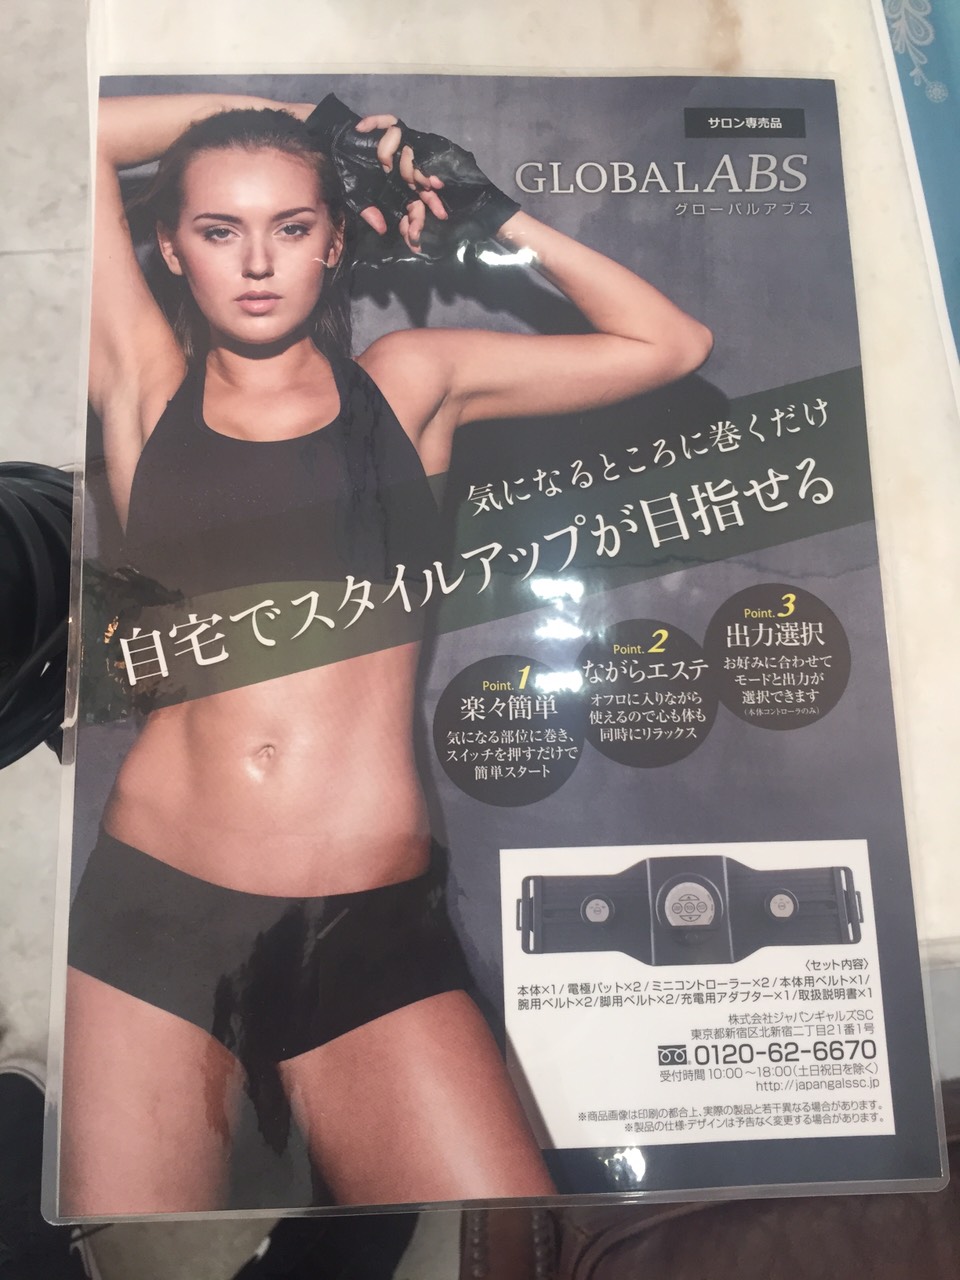 サロン専売品
GLOBALABS
グローバルアブス
気になるところに巻くだけ
自宅でスタイルアップが目指せる
Point.1
楽々簡単
気になる部位に巻き、
スイッチを押すだけで
簡単スタート
Point.2
ながらエステ
オフロに入りながら
使えるので心も体も
同時にリラックス
Point.3
出力選択
お好みに合わせて
モードと出力が
選択できます
(本体コントローラのみ)
〈セット内容〉
本体×1/電極パット×2/ミニコントローラー×2/本体用ベルト×1/
腕用ベルト×2/脚用ベルト×2/充電用アダプター×1/取扱説明書×1
株式会社ジャパンギャルズSC
東京都新宿区北新宿二丁目21番1号
0120-62-6670
受付時間 10:00~18:00(土日祝日を除く)
http://japangalssc.jp
※商品画像は印刷の都合上、実際の製品と若干異なる場合があります。
※製品の仕様・デザインは予告なく変更する場合があります。